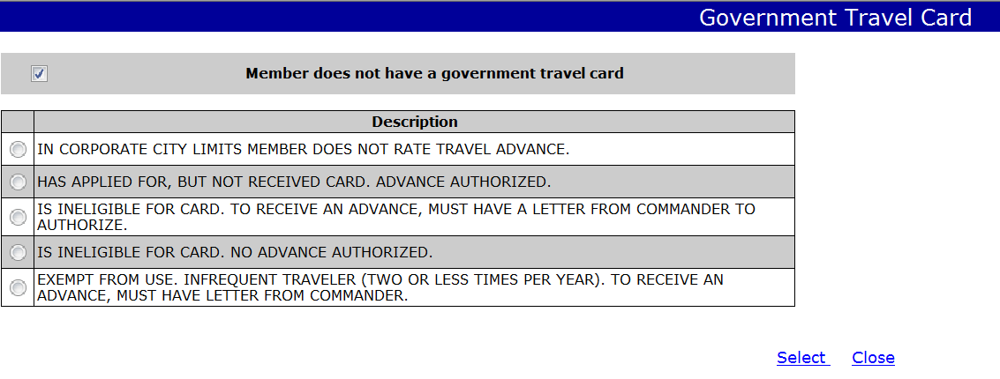 Government Travel Card
Member does not have a government travel card
Description
IN CORPORATE CITY LIMITS MEMBER DOES NOT RATE TRAVEL ADVANCE.
HAS APPLIED FOR, BUT NOT RECEIVED CARD. ADVANCE AUTHORIZED.
IS INELIGIBLE FOR CARD. TO RECEIVE AN ADVANCE, MUST HAVE A LETTER FROM COMMANDER TO
AUTHORIZE.
IS INELIGIBLE FOR CARD. NO ADVANCE AUTHORIZED.
EXEMPT FROM USE. INFREQUENT TRAVELER (TWO OR LESS TIMES PER YEAR). TO RECEIVE AN
ADVANCE, MUST HAVE LETTER FROM COMMANDER.
Select Close